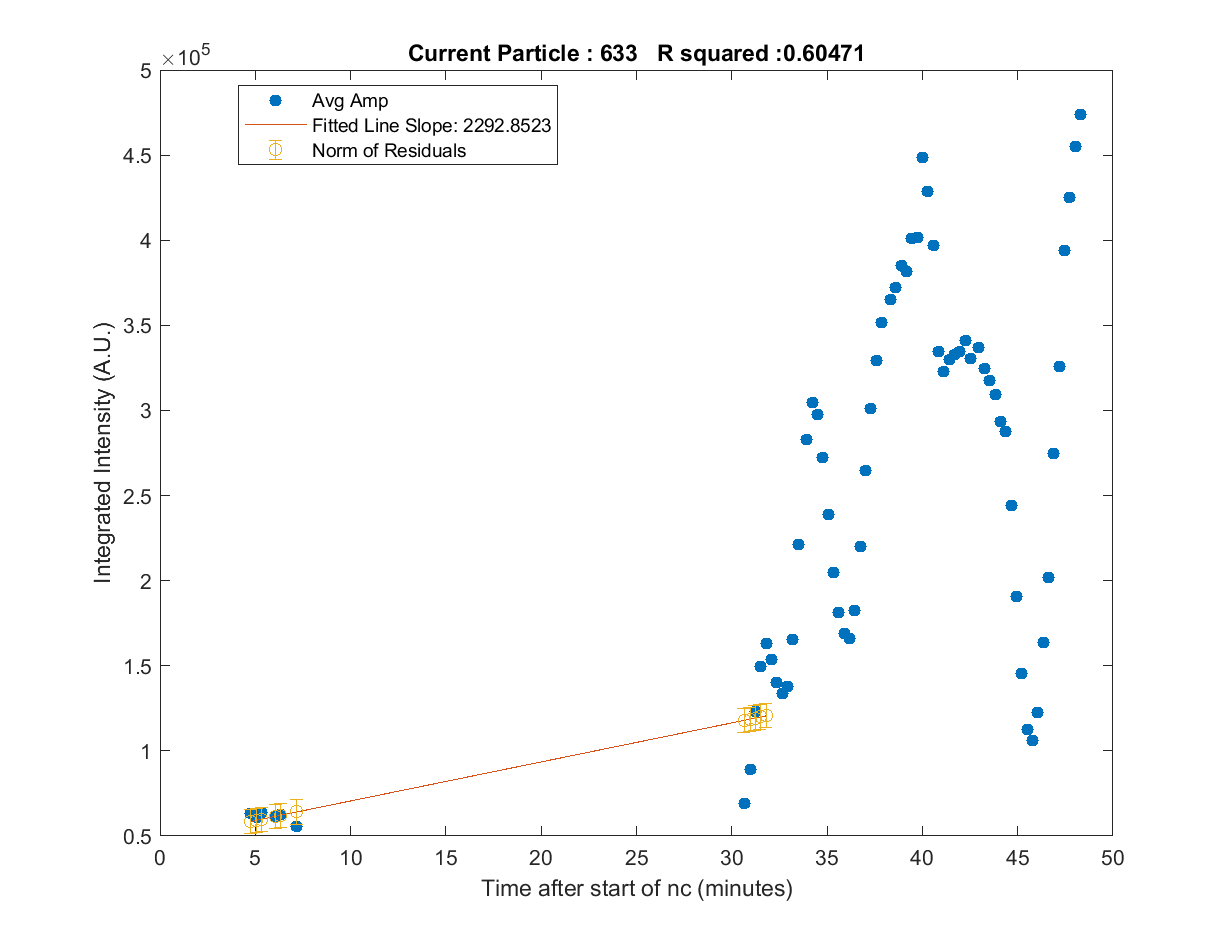 Current Particle : 633   R squared :0.60471
×10^5
Avg Amp
Fitted Line Slope: 2292.8523
Norm of Residuals
5
4.5
4
3.5
3
2.5
2
1.5
1
0.5
Integrated Intensity (A.U.)
0 5 10 15 20 25 30 35 40 45 50
Time after start of nc (minutes)